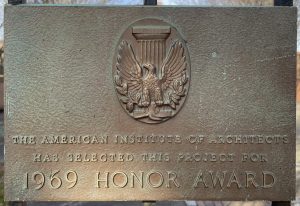 THE AMERICAN INSTITUTE OF ARCHITECTS
HAS SELECTED THIS PROJECT FOR
1969 HONOR AWARD